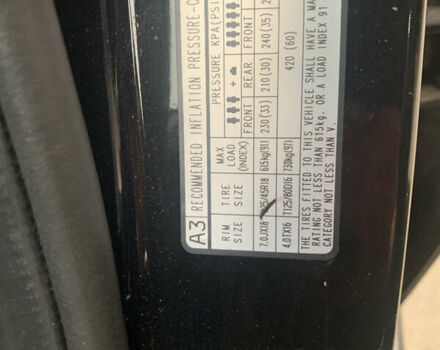 A3 RECOMMENDED INFLATION PRESSURE-C
RIM SIZE TIRE SIZE MAX LOAD (INDEX) PRESSURE KPA(PSI
FRONT REAR FRONT
7.0JX18 25/45R18 615kg(91) 230(33) 210(30) 240(35)
4.0TX16 T125/80D16 730kg(97) 420 (60)
THE TIRES FITTED TO THIS VEHICLE SHALL HAVE A MA
RATING NOT LESS THAN 615kg. OR A LOAD INDEX 91
CATEGORY NOT LESS THAN V.